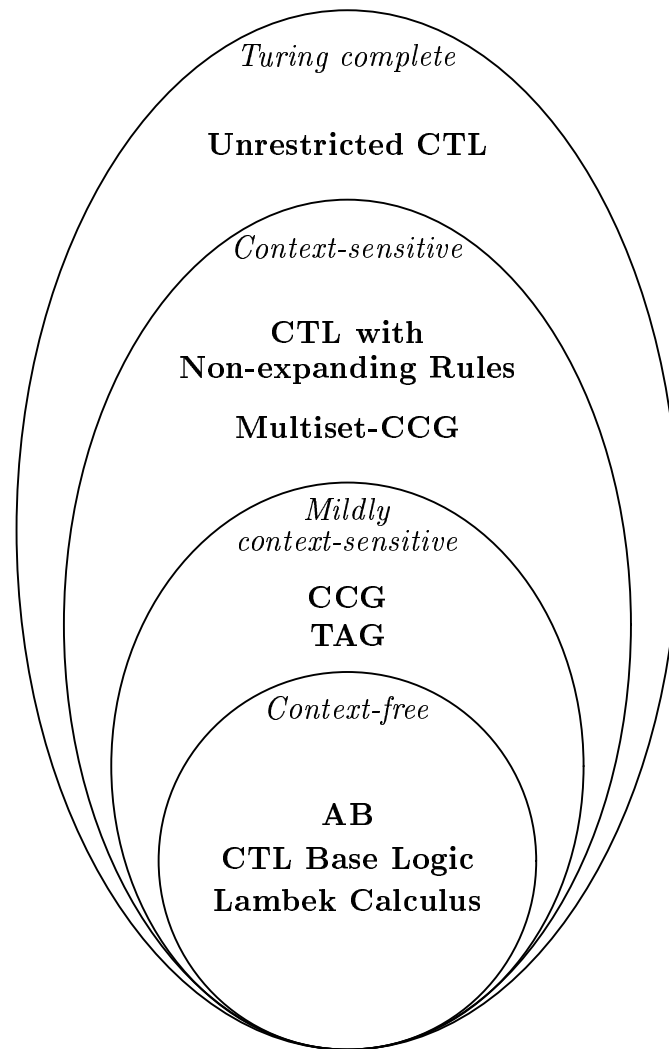 Turing complete
Unrestricted CTL
Context-sensitive
CTL with
Non-expanding Rules
Multiset-CCG
Mildly
context-sensitive
CCG
TAG
Context-free
AB
CTL Base Logic
Lambek Calculus